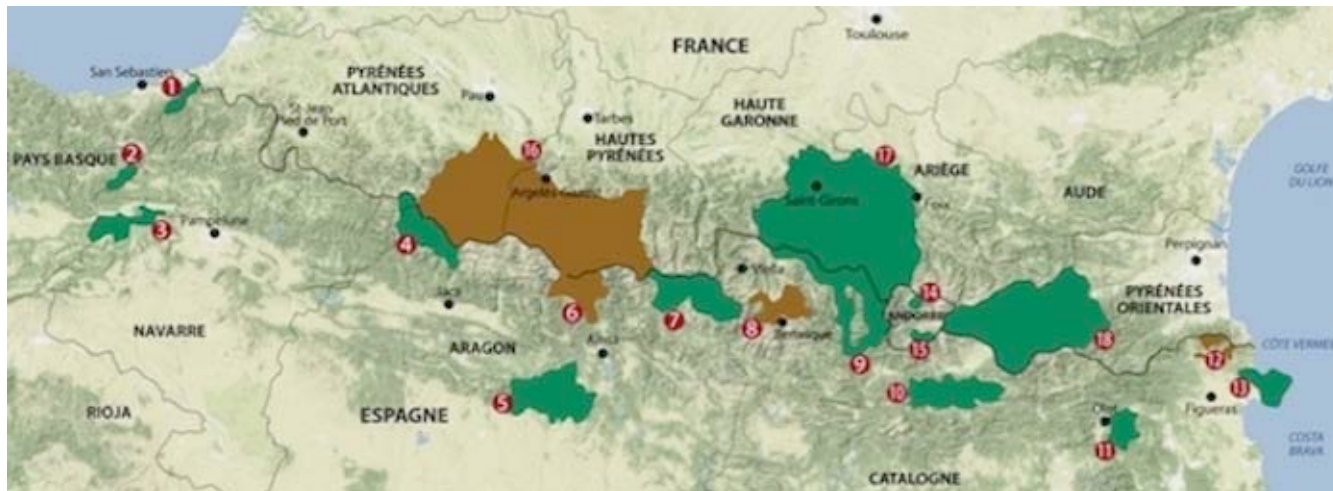 FRANCE
Toulouse
San Sebastien
1
PYRÉNÉES
ATLANTIQUES
Pau
Tarbes
HAUTE
GARONNE
St Jean
Pied de Port
HAUTES
PYRÉNÉES
2
PAYS BASQUE
16
17
ARIÈGE
GOLFE
DU LION
AUDE
Saint-Girons
Foix
3
Pampelune
4
Perpignan
Vielha
Jaca
6
7
8
14
ANDORRE
15
PYRÉNÉES
ORIENTALES
NAVARRE
ARAGON
Ainsa
9
18
12
CÔTE VERMEILLE
5
10
13
RIOJA
ESPAGNE
Olot
Figueras
11
COSTA
BRAVA
CATALOGNE